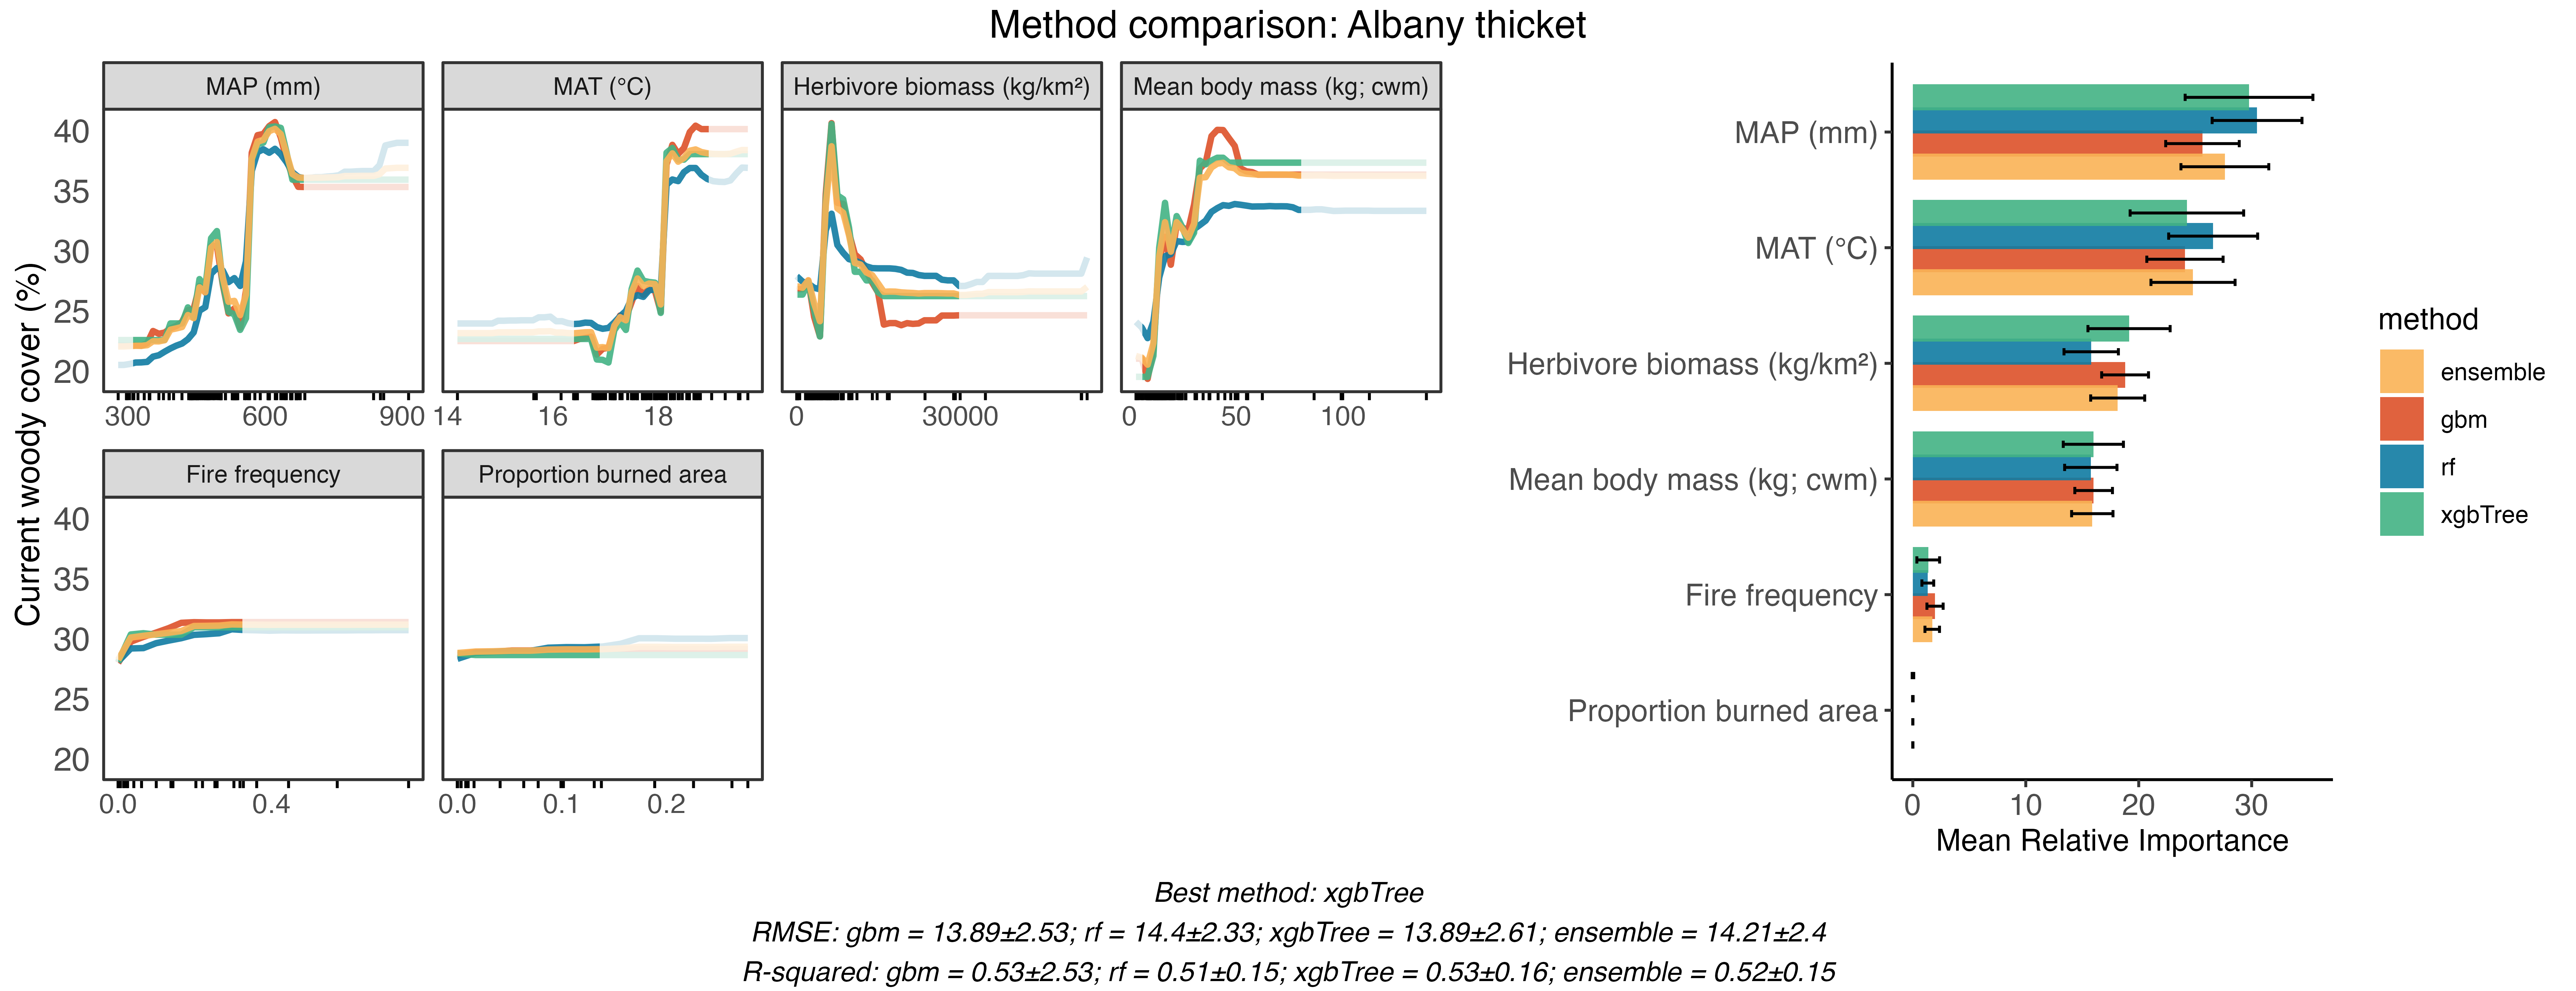 Method comparison: Albany thicket
MAP (mm)
MAT (°C)
Herbivore biomass (kg/km²)
Mean body mass (kg; cwm)
Current woody cover (%)
40
35
30
25
20
300 600 900
14 16 18
0 30000
0 50 100
Fire frequency
Proportion burned area
40
35
30
25
20
0.0 0.4
0.0 0.1 0.2
MAP (mm)
MAT (°C)
Herbivore biomass (kg/km²)
Mean body mass (kg; cwm)
Fire frequency
Proportion burned area
0 10 20 30
Mean Relative Importance
method
ensemble
gbm
rf
xgbTree
Best method: xgbTree
RMSE: gbm = 13.89±2.53; rf = 14.4±2.33; xgbTree = 13.89±2.61; ensemble = 14.21±2.4
R-squared: gbm = 0.53±2.53; rf = 0.51±0.15; xgbTree = 0.53±0.16; ensemble = 0.52±0.15